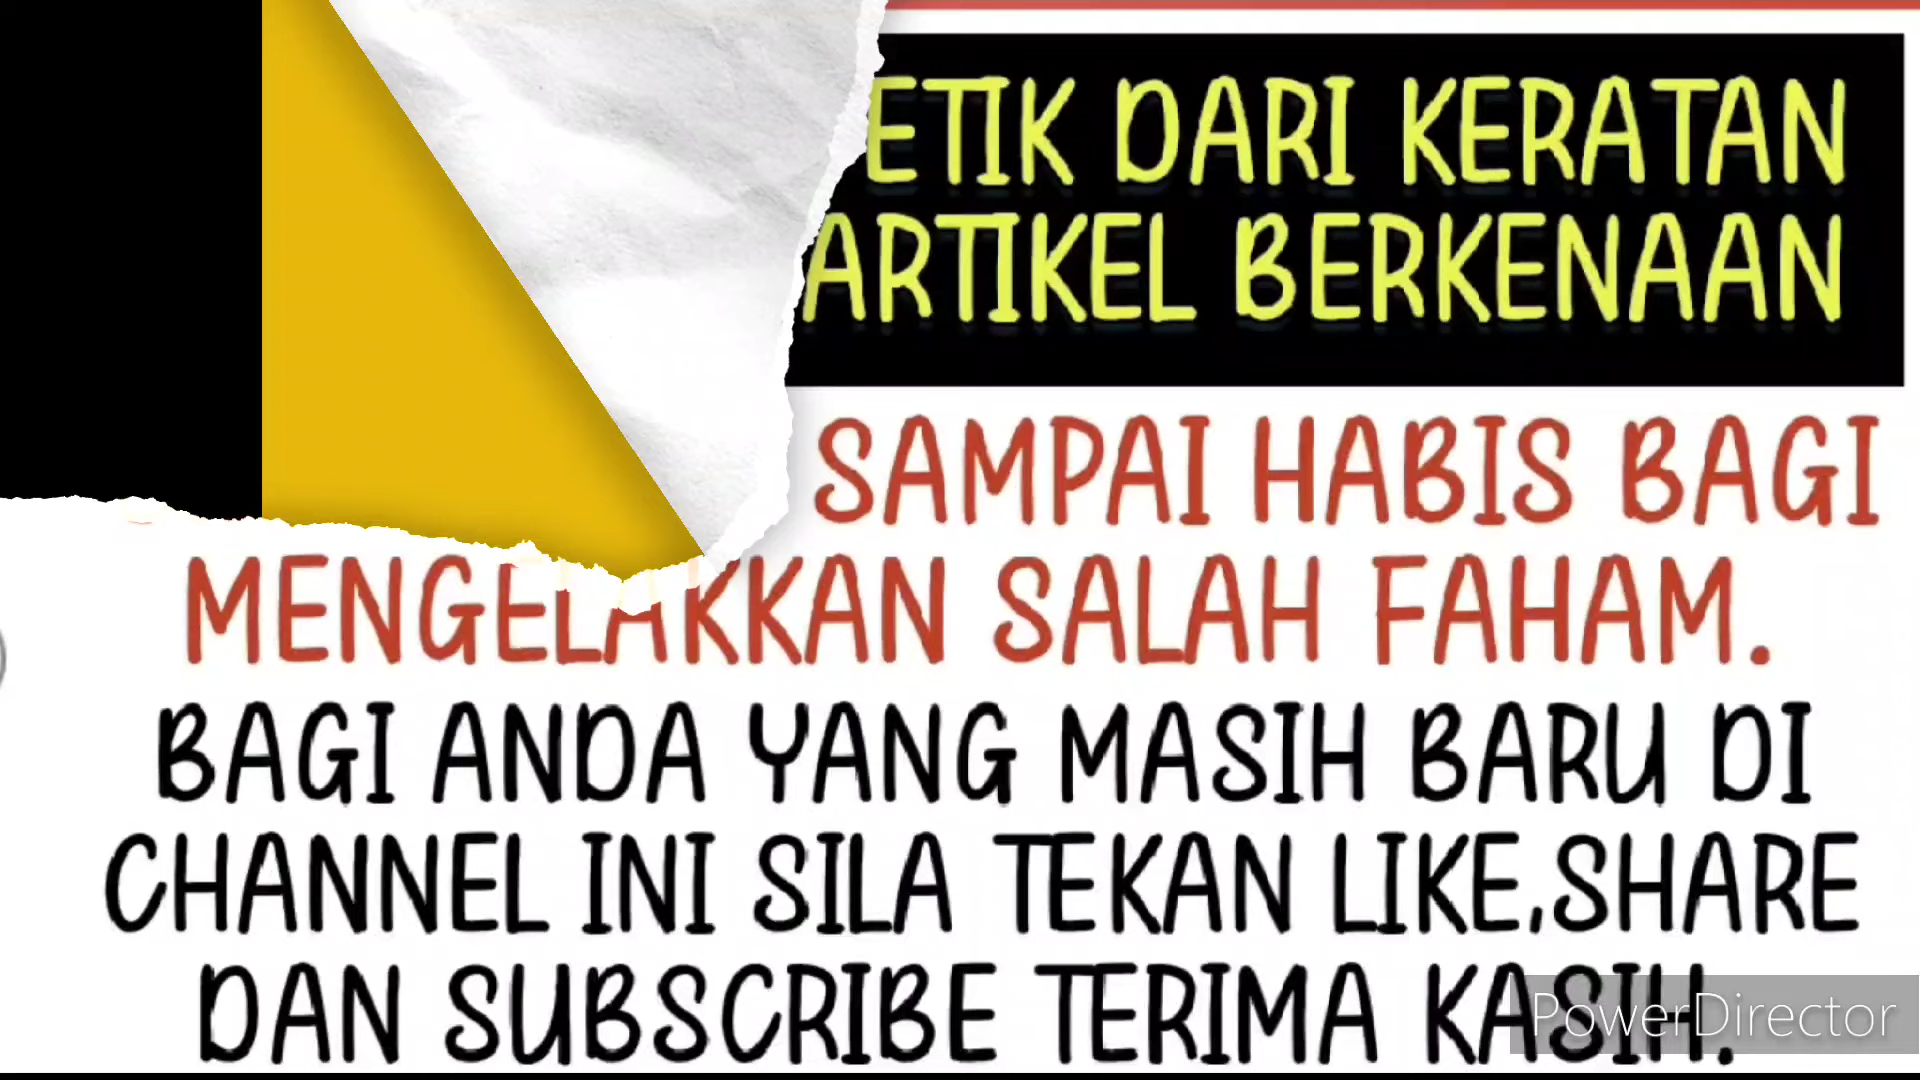 ETIK DARI KERATAN
ARTIKEL BERKENAAN
SAMPAI HABIS BAGI
MENGELAKKAN SALAH FAHAM.
BAGI ANDA YANG MASIH BARU DI
CHANNEL INI SILA TEKAN LIKE,SHARE
DAN SUBSCRIBE TERIMA KASIH.
PowerDirector